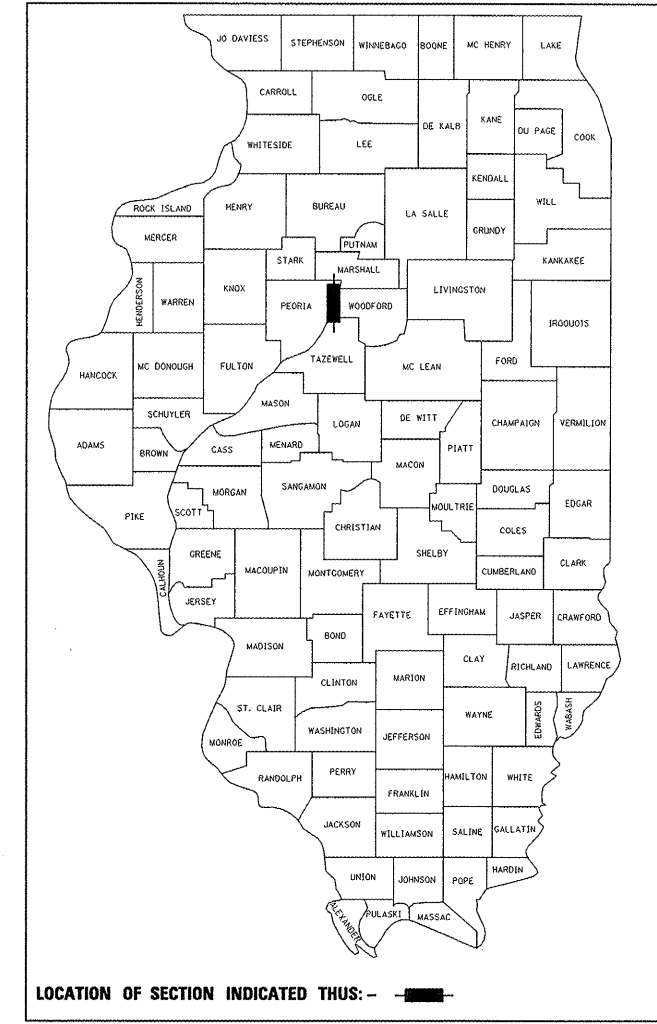 JO DAVIESS
STEPHENSON
WINNEBAGO
BOONE
MC HENRY
LAKE
CARROLL
OGLE
DE KALB
KANE
DU PAGE
COOK
WHITESIDE
LEE
KENDALL
WILL
ROCK ISLAND
HENRY
BUREAU
LA SALLE
GRUNDY
MERCER
PUTNAM
STARK
MARSHALL
KANKAKEE
HENDERSON
WARREN
KNOX
PEORIA
WOODFORD
LIVINGSTON
IRQOUOIS
HANCOCK
MC DONOUGH
FULTON
TAZEWELL
MC LEAN
FORD
MASON
SCHUYLER
LOGAN
DE WITT
CHAMPAIGN
VERMILION
ADAMS
BROWN
CASS
MENARD
PIATT
MACON
SANGAMON
MORGAN
DOUGLAS
EDGAR
PIKE
SCOTT
MOULTRIE
CHRISTIAN
COLES
SHELBY
GREENE
MACOUPIN
MONTGOMERY
CUMBERLAND
CLARK
CALHOUN
JERSEY
FAYETTE
EFFINGHAM
JASPER
CRAWFORD
BOND
MADISON
CLAY
RICHLAND
LAWRENCE
CLINTON
MARION
ST. CLAIR
WAYNE
EDWARDS
WABASH
WASHINGTON
JEFFERSON
MONROE
RANDOLPH
PERRY
HAMILTON
WHITE
FRANKLIN
JACKSON
WILLIAMSON
SALINE
GALLATIN
UNION
JOHNSON
POPE
HARDIN
ALEXANDER
PULASKI
MASSAC
LOCATION OF SECTION INDICATED THUS:-